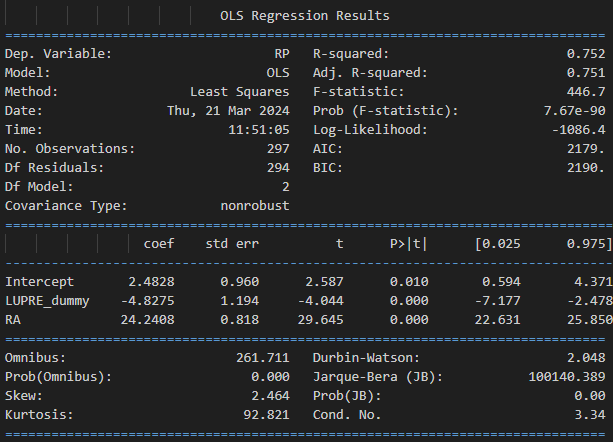 OLS Regression Results
==============================================================================
Dep. Variable: RP R-squared: 0.752
Model: OLS Adj. R-squared: 0.751
Method: Least Squares F-statistic: 446.7
Date: Thu, 21 Mar 2024 Prob (F-statistic): 7.67e-90
Time: 11:51:05 Log-Likelihood: -1086.4
No. Observations: 297 AIC: 2179.
Df Residuals: 294 BIC: 2190.
Df Model: 2
Covariance Type: nonrobust
==============================================================================
coef std err t P>|t| [0.025 0.975]
------------------------------------------------------------------------------
Intercept 2.4828 0.960 2.587 0.010 0.594 4.371
LUPRE_dummy -4.8275 1.194 -4.044 0.000 -7.177 -2.478
RA 24.2408 0.818 29.645 0.000 22.631 25.850
==============================================================================
Omnibus: 261.711 Durbin-Watson: 2.048
Prob(Omnibus): 0.000 Jarque-Bera (JB): 100140.389
Skew: 2.464 Prob(JB): 0.00
Kurtosis: 92.821 Cond. No. 3.34
==============================================================================